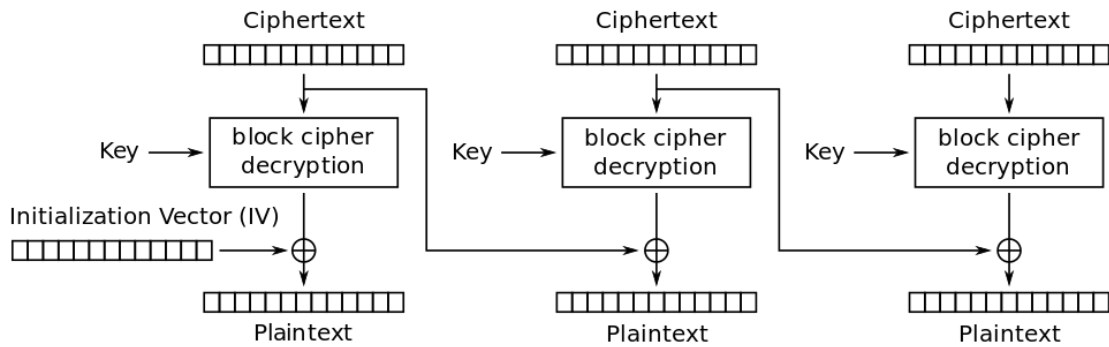 Ciphertext
Ciphertext
Ciphertext
Key
block cipher
decryption
Key
block cipher
decryption
Key
block cipher
decryption
Initialization Vector (IV)
Plaintext
Plaintext
Plaintext